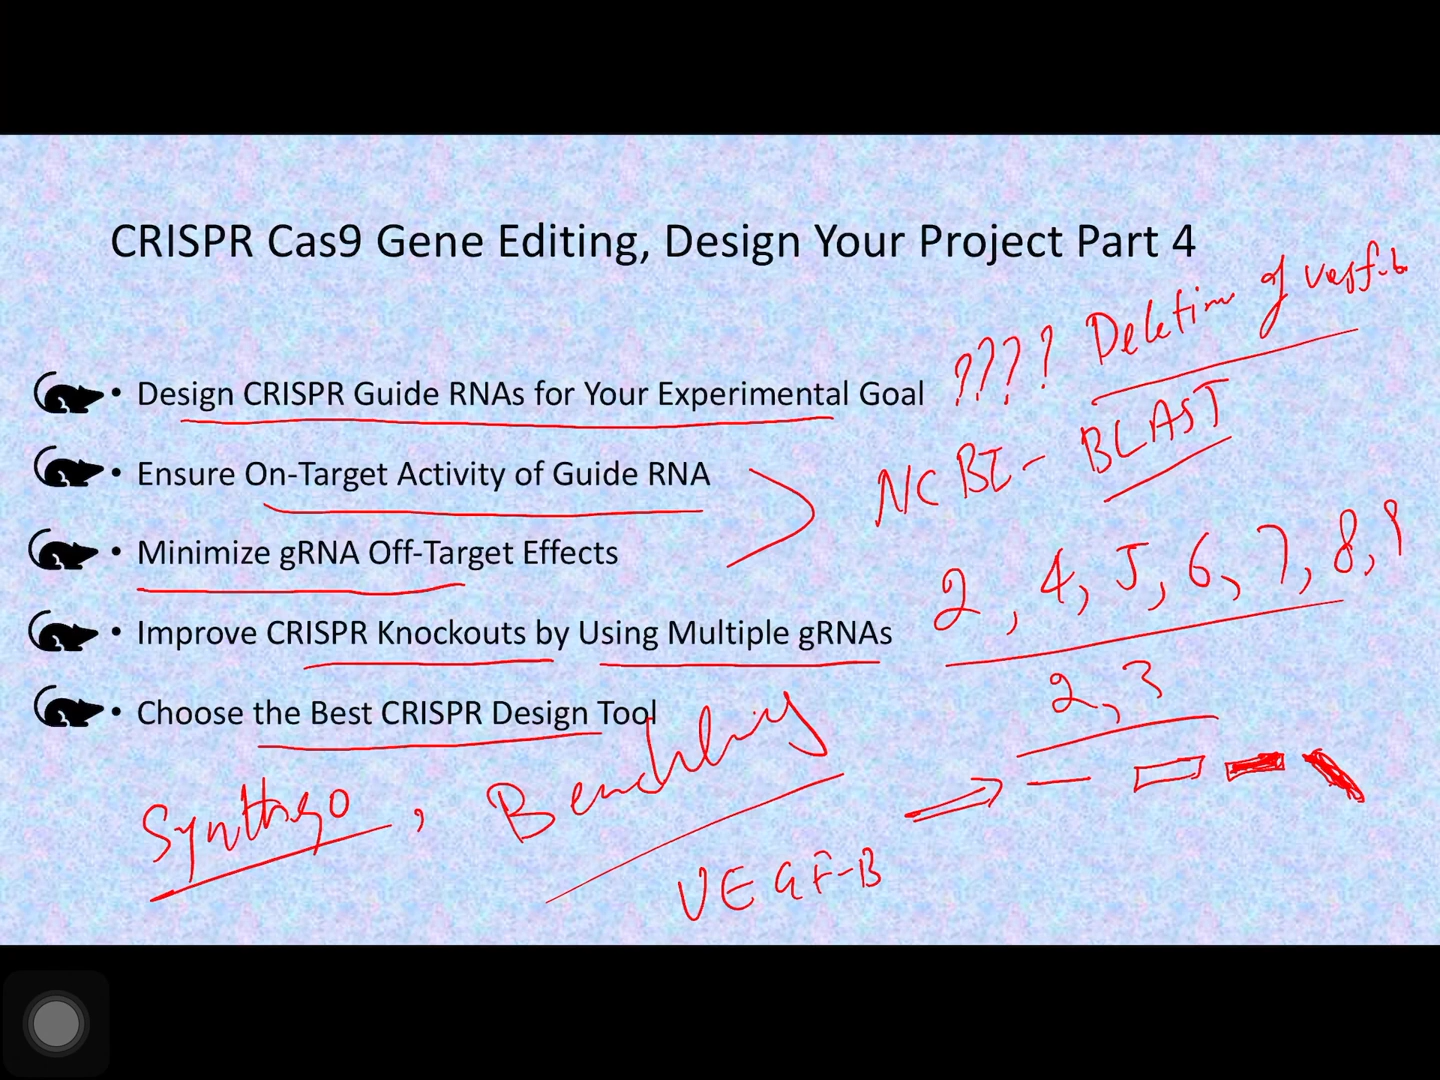 CRISPR Cas9 Gene Editing, Design Your Project Part 4
???? Deletion of vegf-b
• Design CRISPR Guide RNAs for Your Experimental Goal
NCBI - BLAST
• Ensure On-Target Activity of Guide RNA
• Minimize gRNA Off-Target Effects
2, 4, 5, 6, 7, 8, 9
• Improve CRISPR Knockouts by Using Multiple gRNAs
2, 3
• Choose the Best CRISPR Design Tool
Synthego, Benchling
VEGF-B